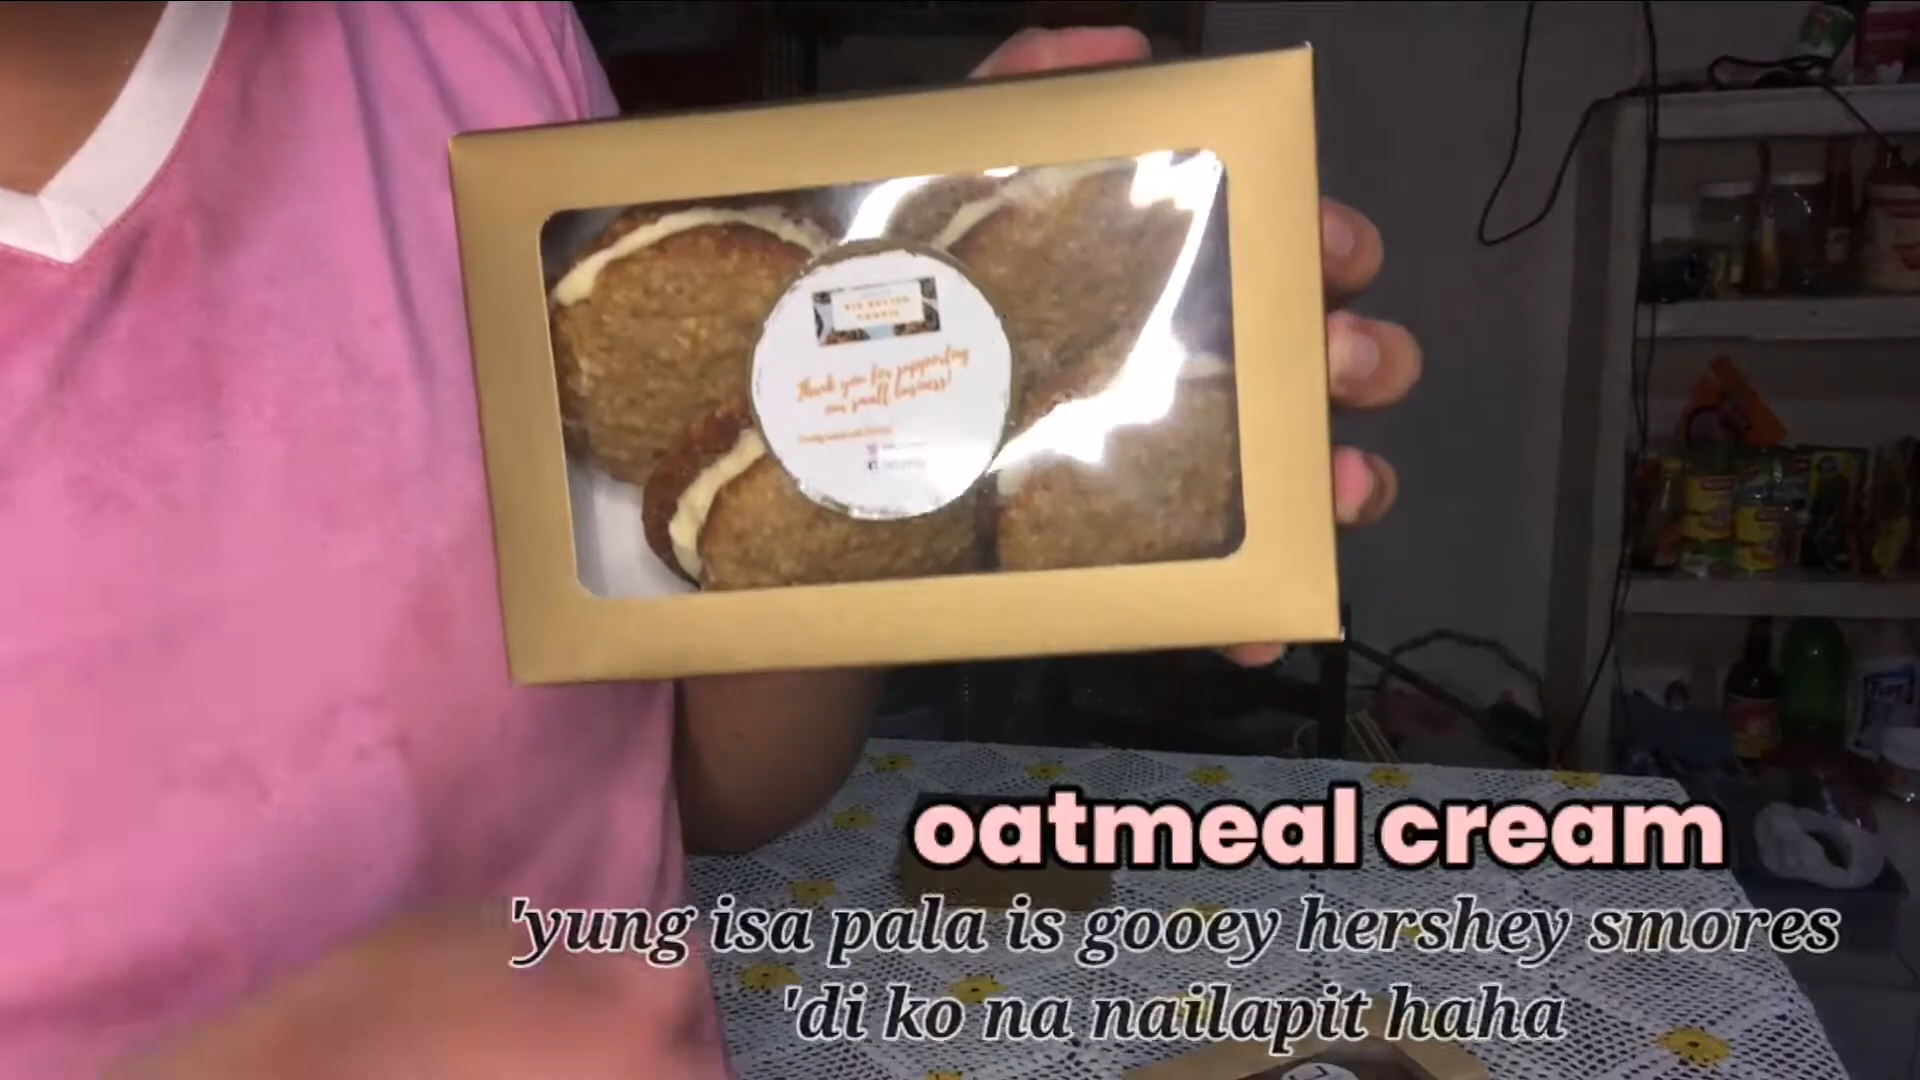 Thank you for supporting
our small business!
oatmeal cream
'yung isa pala is gooey hershey smores
'di ko na nailapit haha